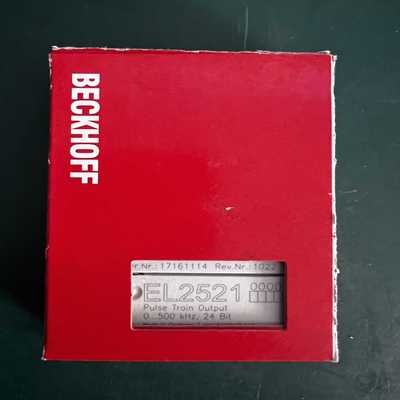 BECKHOFF
r.Nr.: 17161114 Rev.Nr.: 1022
EL2521 0000
Pulse Train Output
0...500 kHz, 24 Bit